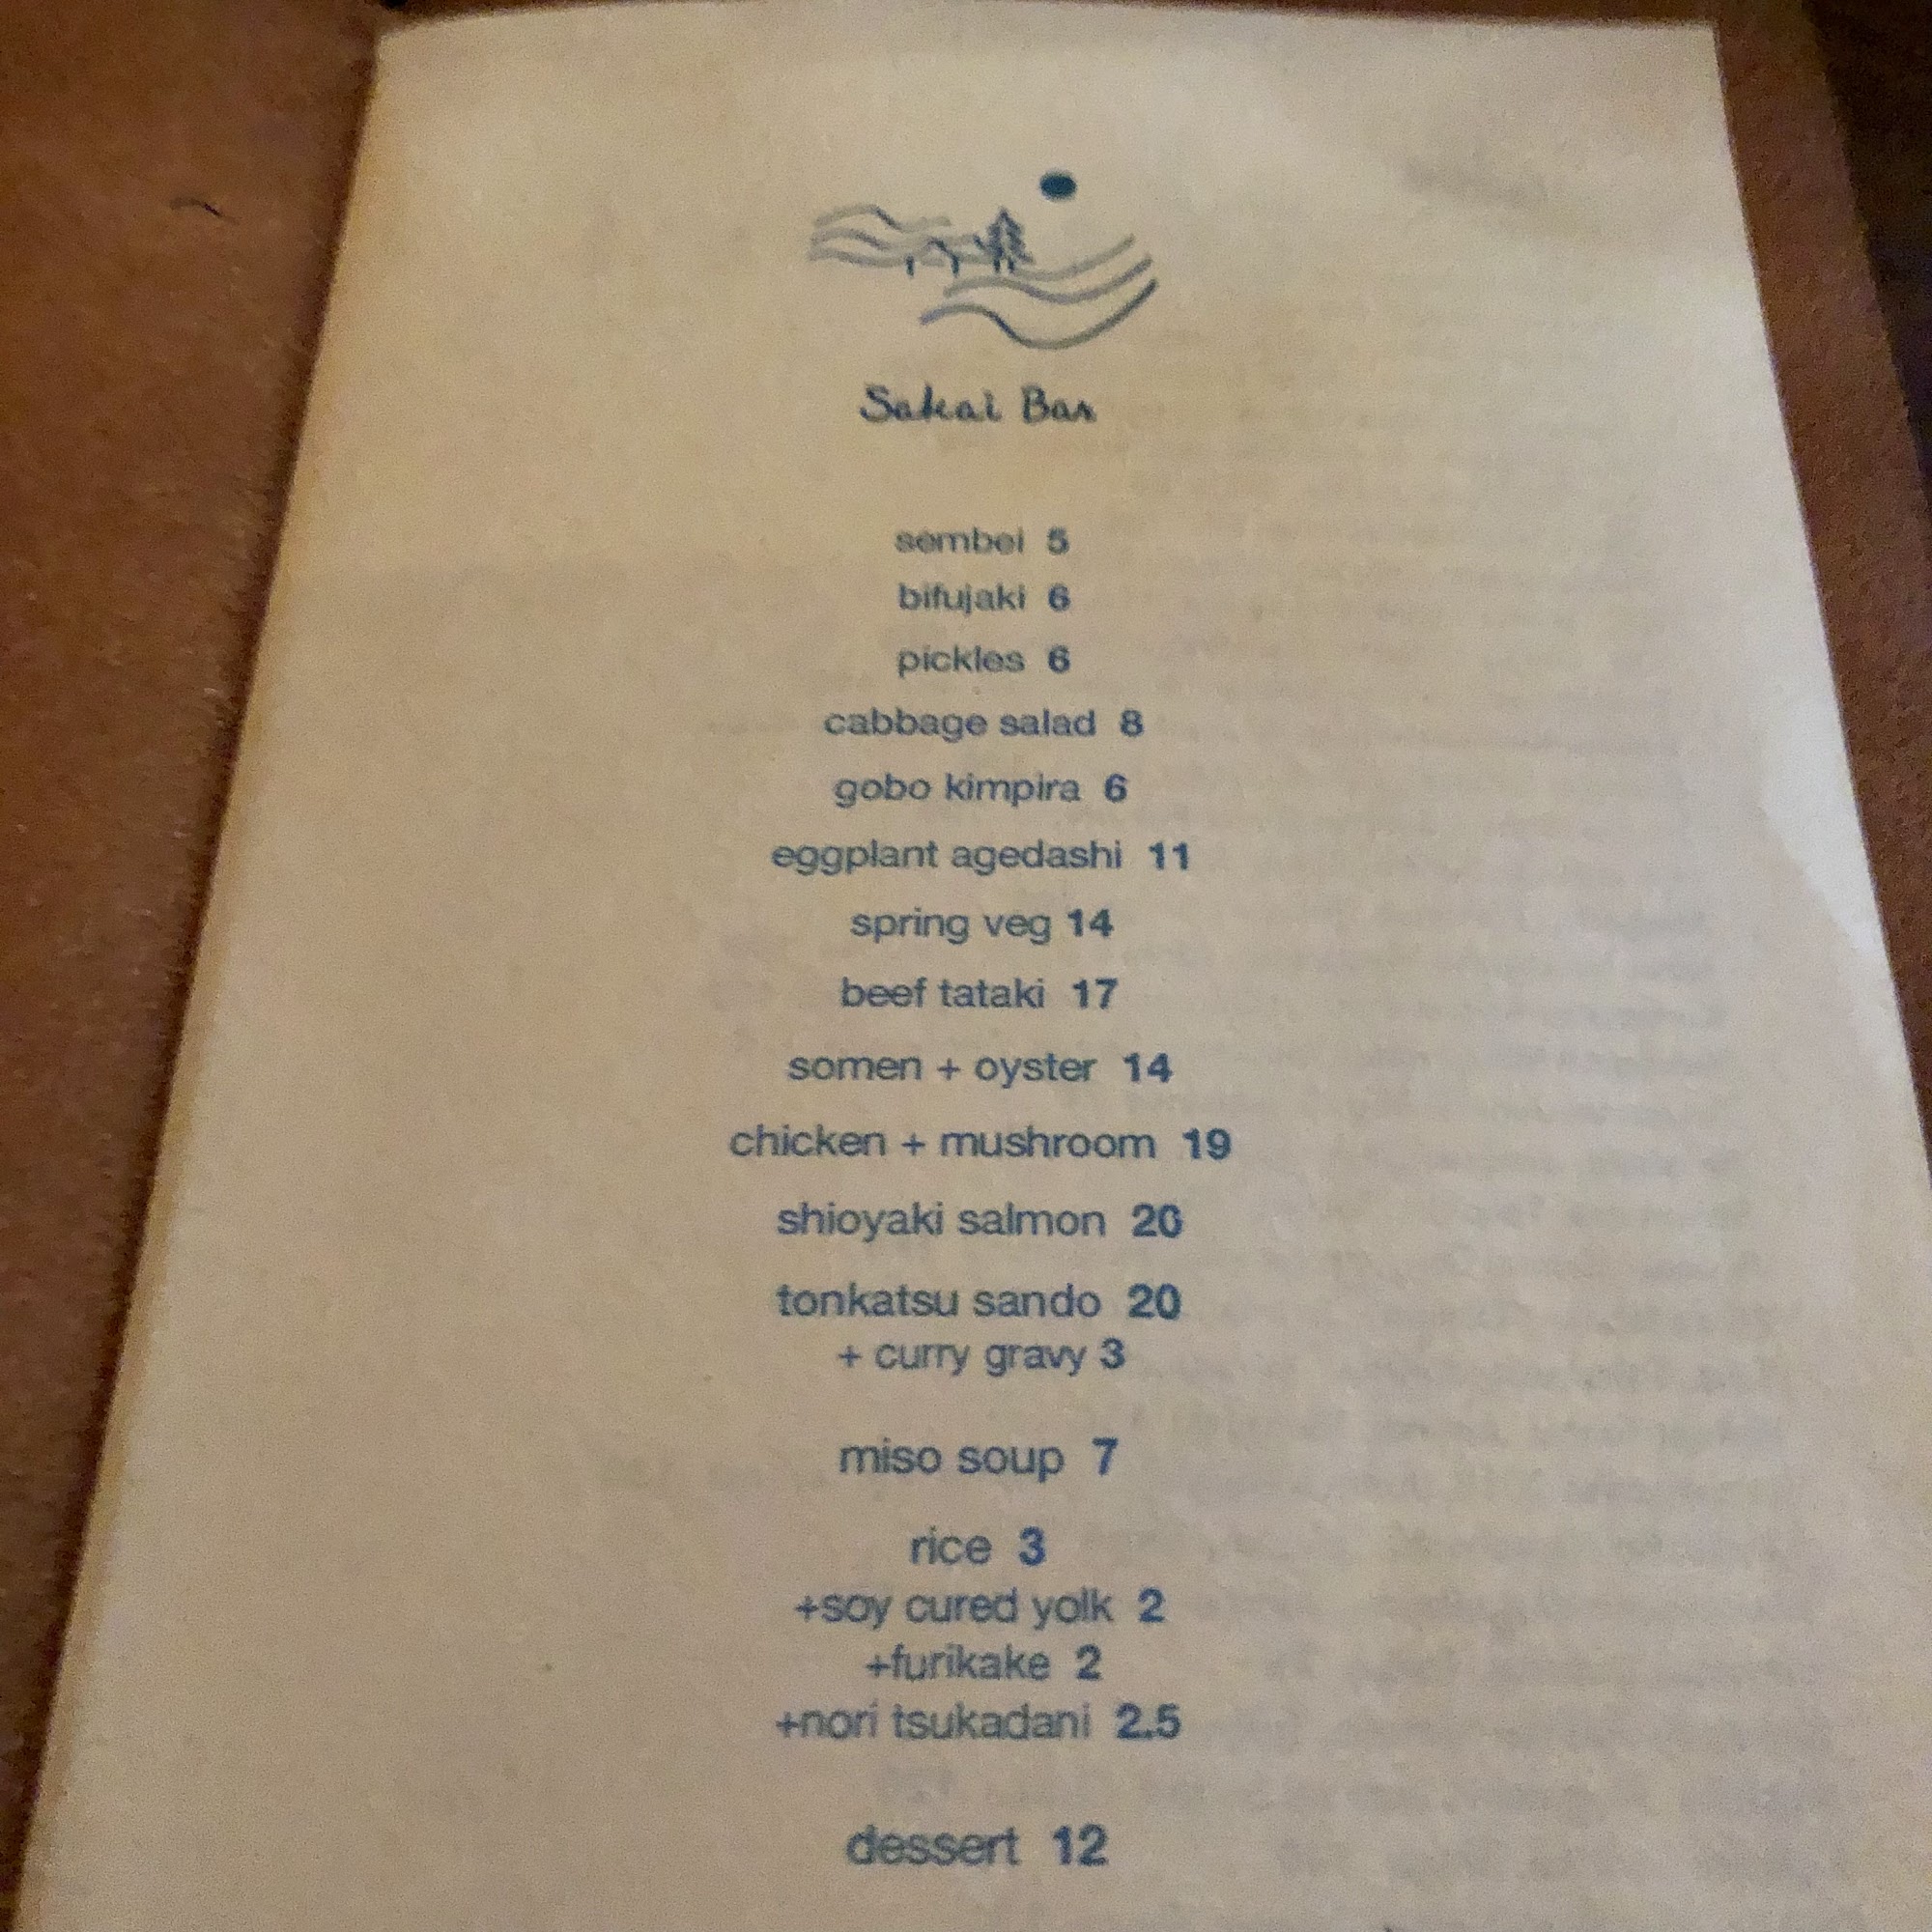 Sakai Bar
sembei 5
bifujaki 6
pickles 6
cabbage salad 8
gobo kimpira 6
eggplant agedashi 11
spring veg 14
beef tataki 17
somen + oyster 14
chicken + mushroom 19
shioyaki salmon 20
tonkatsu sando 20
+ curry gravy 3
miso soup 7
rice 3
+soy cured yolk 2
+furikake 2
+nori tsukadani 2.5
dessert 12